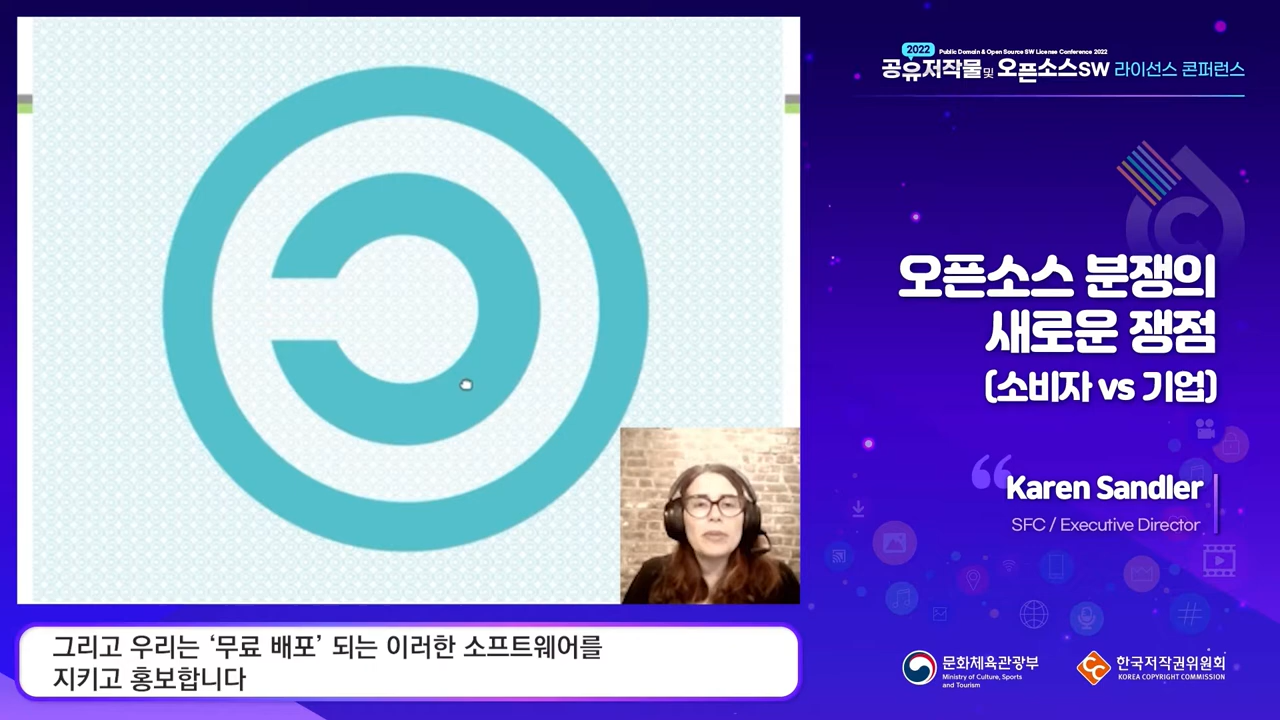 2022 Public Domain & Open Source SW License Conference 2022
공유저작물 및 오픈소스SW 라이선스 콘퍼런스
오픈소스 분쟁의
새로운 쟁점
(소비자 vs 기업)
Karen Sandler
SFC / Executive Director
그리고 우리는 ‘무료 배포’ 되는 이러한 소프트웨어를
지키고 홍보합니다
문화체육관광부
Ministry of Culture, Sports
and Tourism
한국저작권위원회
KOREA COPYRIGHT COMMISSION